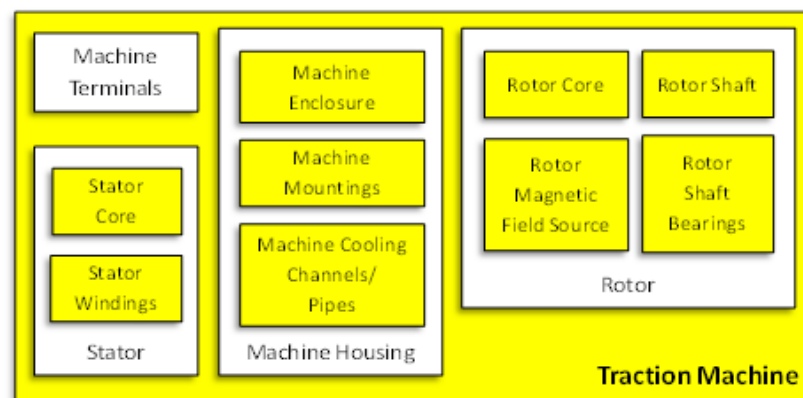 Machine
Terminals
Stator
Core
Stator
Windings
Stator
Machine
Enclosure
Machine
Mountings
Machine Cooling
Channels/
Pipes
Machine Housing
Rotor Core
Rotor Shaft
Rotor
Magnetic
Field Source
Rotor
Shaft
Bearings
Rotor
Traction Machine